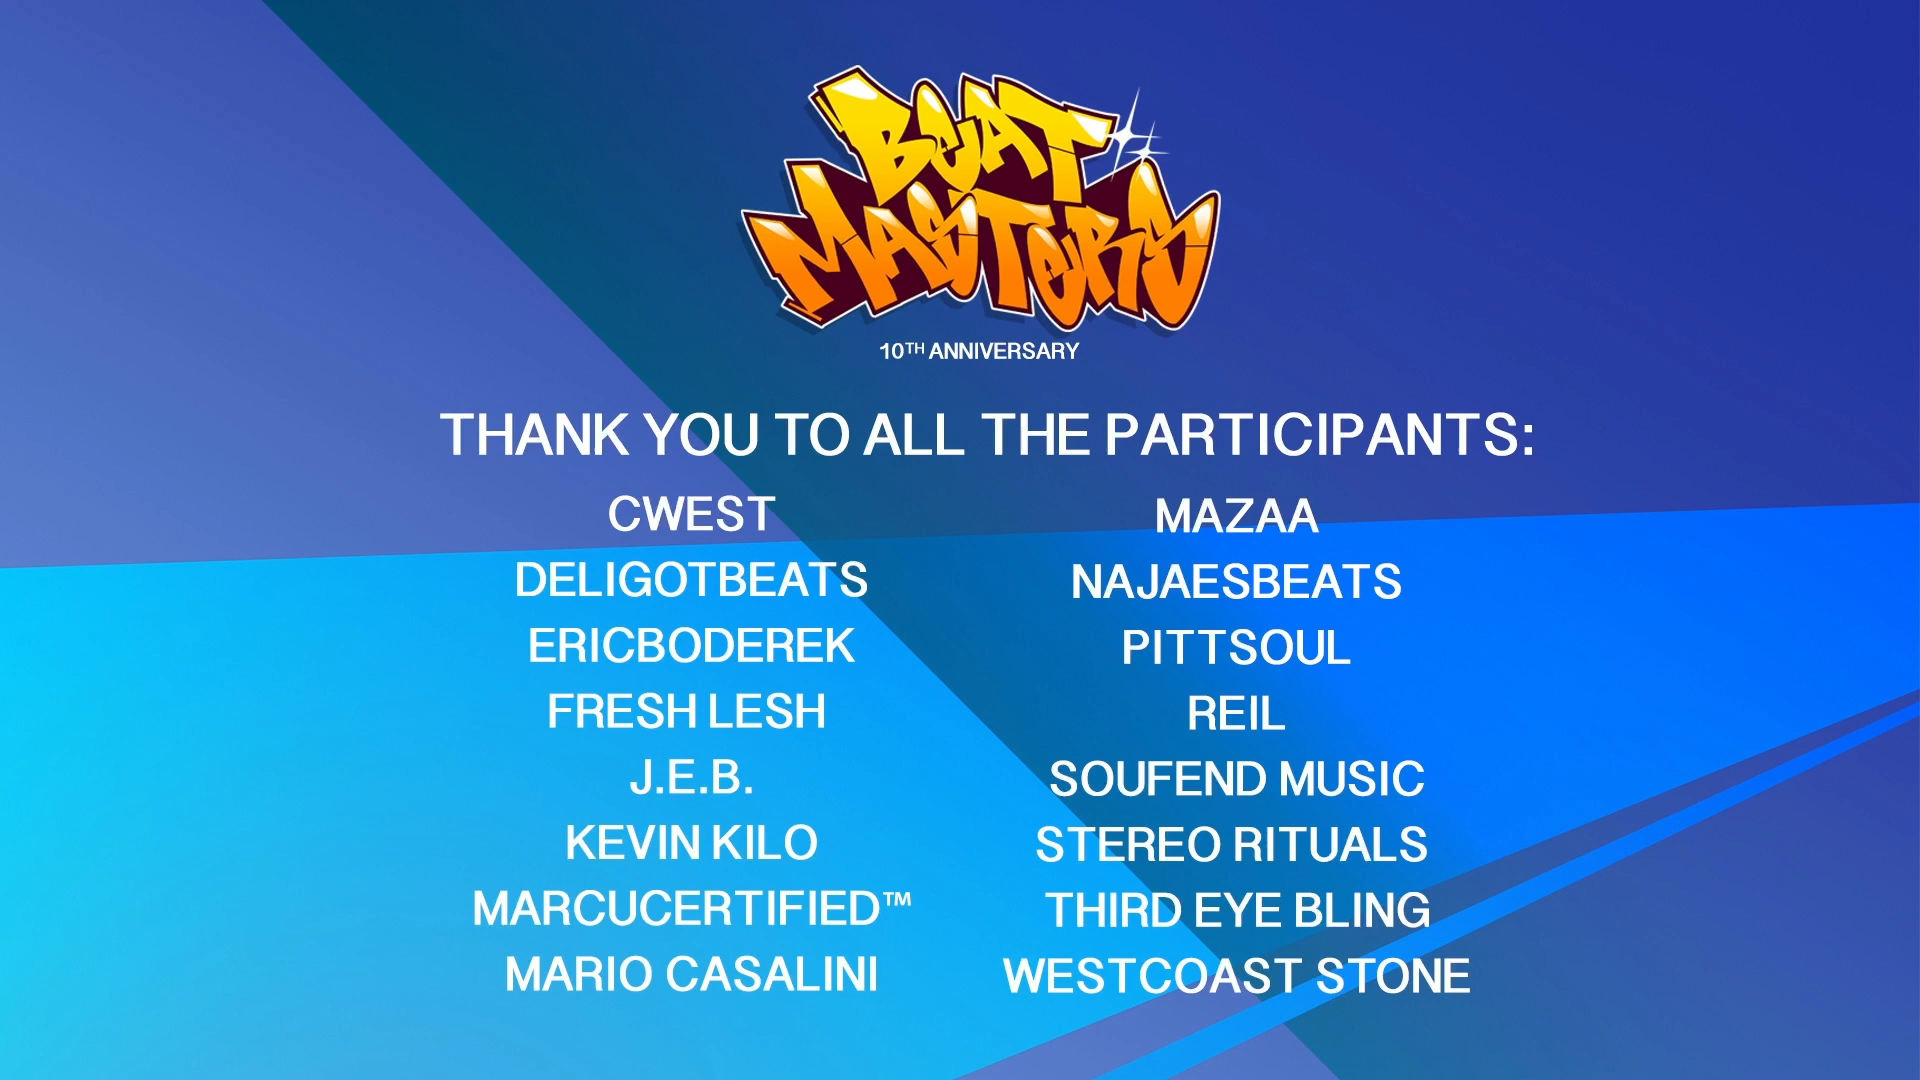 BEAT
MASTERS
10TH ANNIVERSARY
THANK YOU TO ALL THE PARTICIPANTS:
CWEST
DELIGOTBEATS
ERICBODEREK
FRESH LESH
J.E.B.
KEVIN KILO
MARCUCERTIFIED™
MARIO CASALINI
MAZAA
NAJAESBEATS
PITTSOUL
REIL
SOUFEND MUSIC
STEREO RITUALS
THIRD EYE BLING
WESTCOAST STONE